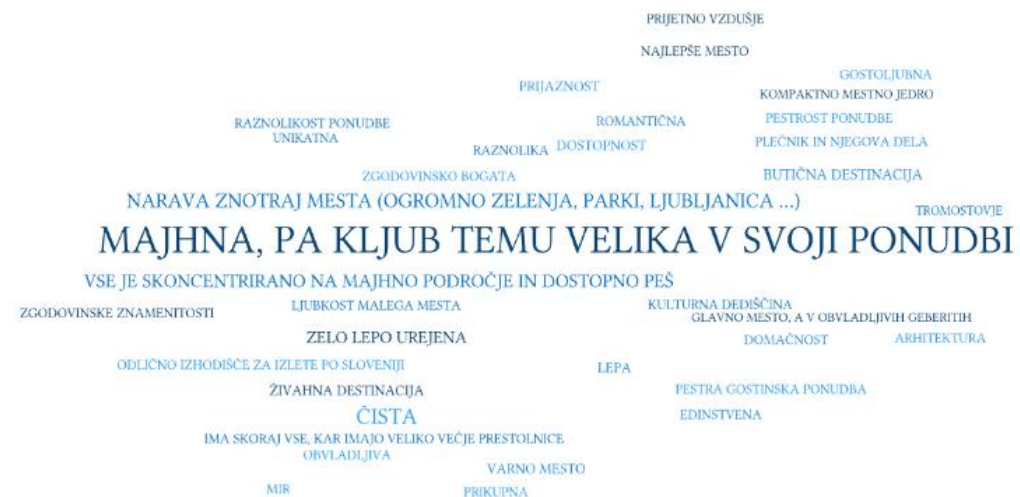 PRIJETNO VZDUŠJE
NAJLEPŠE MESTO
GOSTOLJUBNA
PRIJAZNOST
KOMPAKTNO MESTNO JEDRO
RAZNOLIKOST PONUDBE
ROMANTIČNA
PESTROST PONUDBE
UNIKATNA
RAZNOLIKA
DOSTOPNOST
PLEČNIK IN NJEGOVA DELA
ZGODOVINSKO BOGATA
BUTIČNA DESTINACIJA
NARAVA ZNOTRAJ MESTA (OGROMNO ZELENJA, PARKI, LJUBLJANICA ...)
TROMOSTOVJE
MAJHNA, PA KLJUB TEMU VELIKA V SVOJI PONUDBI
VSE JE SKONCENTRIRANO NA MAJHNO PODROČJE IN DOSTOPNO PEŠ
ZGODOVINSKE ZNAMENITOSTI
LJUBKOST MALEGA MESTA
KULTURNA DEDIŠČINA
GLAVNO MESTO, A V OBVLADLJIVIH GEBERITIH
ZELO LEPO UREJENA
DOMAČNOST
ARHITEKTURA
ODLIČNO IZHODIŠČE ZA IZLETE PO SLOVENIJI
LEPA
ŽIVAHNA DESTINACIJA
PESTRA GOSTINSKA PONUDBA
ČISTA
EDINSTVENA
IMA SKORAJ VSE, KAR IMAJO VELIKO VEČJE PRESTOLNICE
OBVLADLJIVA
VARNO MESTO
MIR
PRIKUPNA